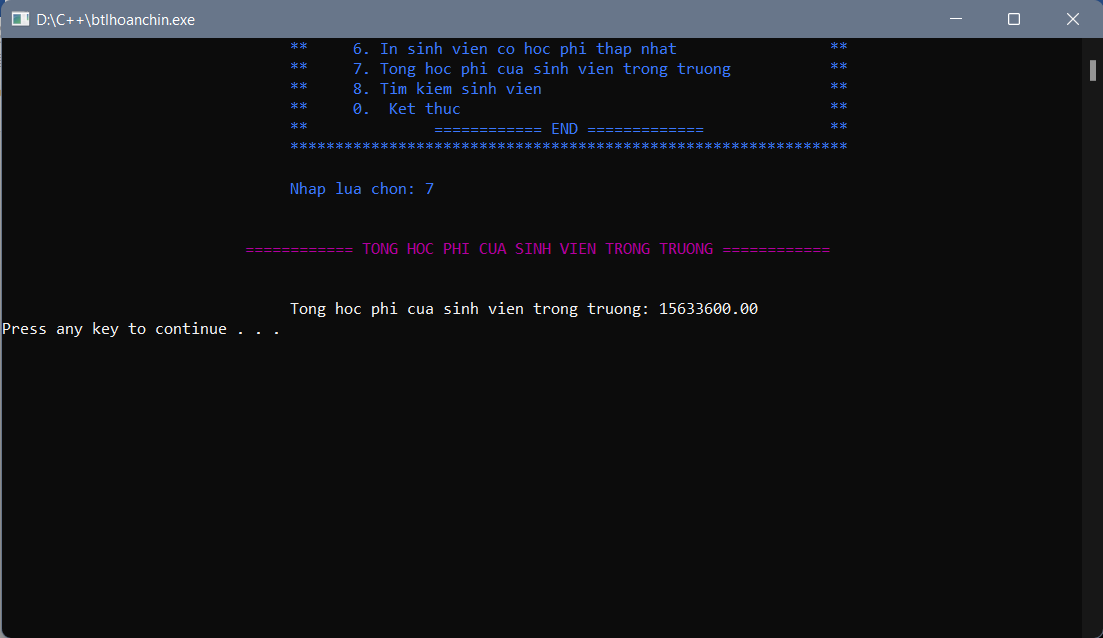 D:\C++\btlhoanchin.exe
** 6. In sinh vien co hoc phi thap nhat **
** 7. Tong hoc phi cua sinh vien trong truong **
** 8. Tim kiem sinh vien **
** 0.  Ket thuc **
** ============ END ============= **
**************************************************************
Nhap lua chon: 7
============ TONG HOC PHI CUA SINH VIEN TRONG TRUONG ============
Tong hoc phi cua sinh vien trong truong: 15633600.00
Press any key to continue . . .